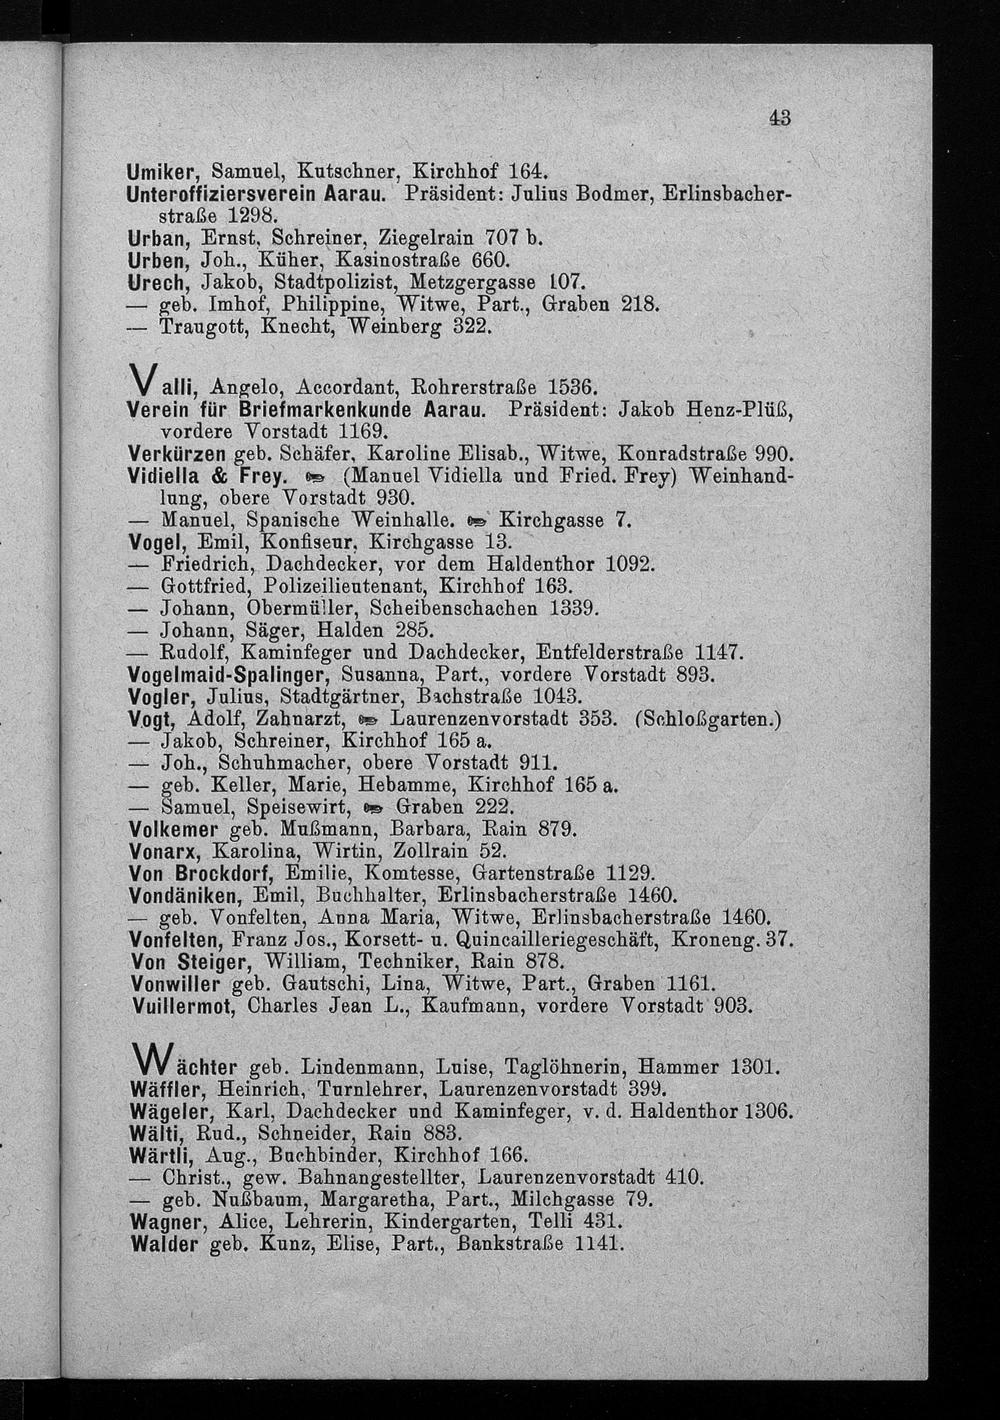 43
Umiker, Samuel, Kutschner, Kirchhof 164.
Unteroffiziersverein Aarau. Präsident: Julius Bodmer, Erlinsbacher-
straße 1298.
Urban, Ernst, Schreiner, Ziegelrain 707 b.
Urben, Joh., Küher, Kasinostraße 660.
Urech, Jakob, Stadtpolizist, Metzgergasse 107.
— geb. Imhof, Philippine, Witwe, Part., Graben 218.
— Traugott, Knecht, Weinberg 322.
Valli, Angelo, Accordant, Rohrerstraße 1536.
Verein für Briefmarkenkunde Aarau. Präsident: Jakob Henz-Plüß,
vordere Vorstadt 1169.
Verkürzen geb. Schäfer, Karoline Elisab., Witwe, Konradstraße 990.
Vidiella & Frey. (Manuel Vidiella und Fried. Frey) Weinhand-
lung, obere Vorstadt 930.
— Manuel, Spanische Weinhalle. Kirchgasse 7.
Vogel, Emil, Konfiseur, Kirchgasse 13.
— Friedrich, Dachdecker, vor dem Haldenthor 1092.
— Gottfried, Polizeilieutenant, Kirchhof 163.
— Johann, Obermüller, Scheibenschachen 1339.
— Johann, Säger, Halden 285.
— Rudolf, Kaminfeger und Dachdecker, Entfelderstraße 1147.
Vogelmaid-Spalinger, Susanna, Part., vordere Vorstadt 893.
Vogler, Julius, Stadtgärtner, Bachstraße 1043.
Vogt, Adolf, Zahnarzt, Laurenzenvorstadt 353. (Schloßgarten.)
— Jakob, Schreiner, Kirchhof 165 a.
— Joh., Schuhmacher, obere Vorstadt 911.
— geb. Keller, Marie, Hebamme, Kirchhof 165 a.
— Samuel, Speisewirt, Graben 222.
Volkemer geb. Mußmann, Barbara, Rain 879.
Vonarx, Karolina, Wirtin, Zollrain 52.
Von Brockdorf, Emilie, Komtesse, Gartenstraße 1129.
Vondäniken, Emil, Buchhalter, Erlinsbacherstraße 1460.
— geb. Vonfelten, Anna Maria, Witwe, Erlinsbacherstraße 1460.
Vonfelten, Franz Jos., Korsett- u. Quincailleriegeschäft, Kroneng. 37.
Von Steiger, William, Techniker, Rain 878.
Vonwiller geb. Gautschi, Lina, Witwe, Part., Graben 1161.
Vuillermot, Charles Jean L., Kaufmann, vordere Vorstadt 903.
Wächter geb. Lindenmann, Luise, Taglöhnerin, Hammer 1301.
Wäffler, Heinrich, Turnlehrer, Laurenzenvorstadt 399.
Wägeler, Karl, Dachdecker und Kaminfeger, v. d. Haldenthor 1306.
Wälti, Rud., Schneider, Rain 883.
Wärtli, Aug., Buchbinder, Kirchhof 166.
— Christ., gew. Bahnangestellter, Laurenzenvorstadt 410.
— geb. Nußbaum, Margaretha, Part., Milchgasse 79.
Wagner, Alice, Lehrerin, Kindergarten, Telli 431.
Walder geb. Kunz, Elise, Part., Bankstraße 1141.